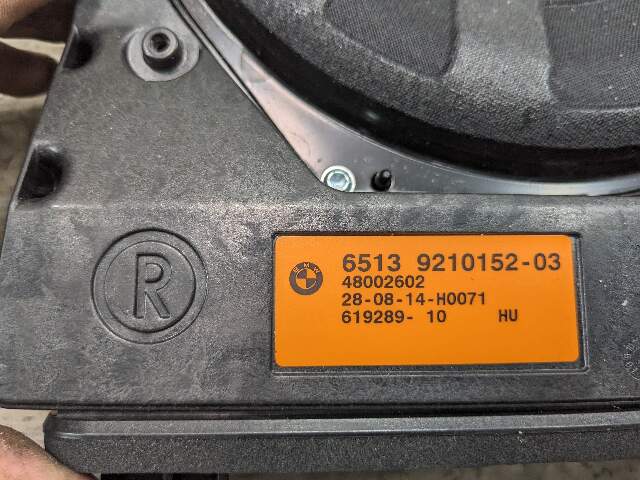 R
BMW
6513 9210152-03
48002602
28-08-14-H0071
619289- 10 HU